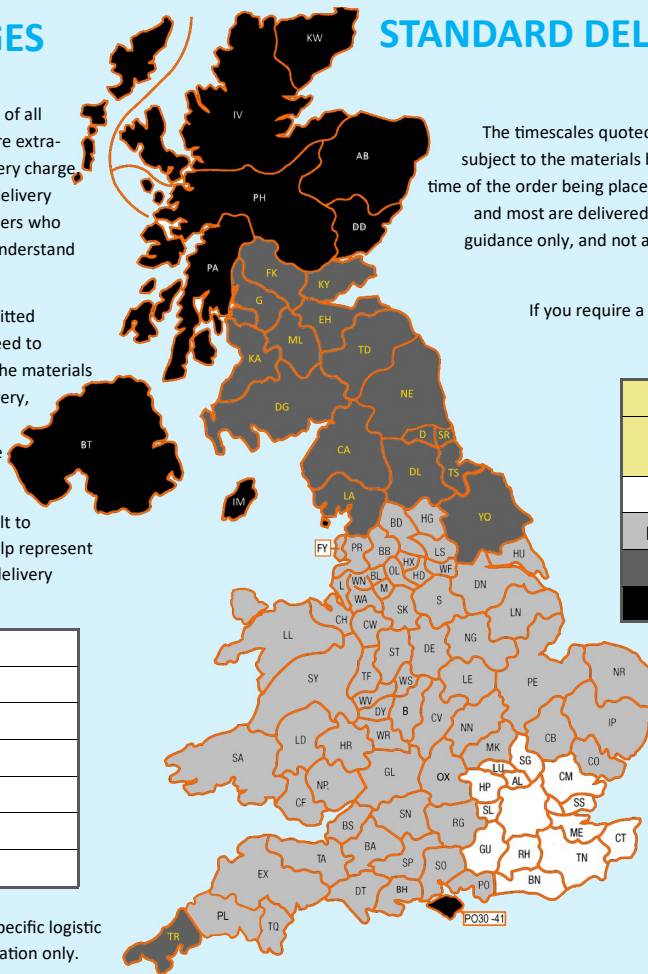 GES
STANDARD DEL
of all
re extra-
ery charge,
delivery
ers who
nderstand
itted
eed to
he materials
very,
e
lt to
lp represent
delivery
pecific logistic
ation only.
The timescales quoted
subject to the materials b
time of the order being place
and most are delivered
guidance only, and not a
If you require a
KW
IV
AB
PH
DD
PA
FK
KY
G
EH
ML
TD
KA
DG
NE
BT
D
SR
CA
DL
TS
IM
LA
YO
BD
HG
FY
PR
BB
LS
HU
HX
BL
OL
HD
WF
L
WN
M
WA
DN
S
LN
CH
CW
SK
LL
ST
DE
NG
SY
TF
WS
LE
PE
NR
WV
DY
B
CV
IP
WR
NN
LD
HR
MK
SG
CB
CO
SA
LU
AL
CM
NP
GL
OX
HP
CF
SL
SS
BS
SN
RG
ME
CT
BA
GU
RH
TN
TA
SP
SO
EX
DT
BH
PO
BN
PL
TQ
TR
PO30 -41